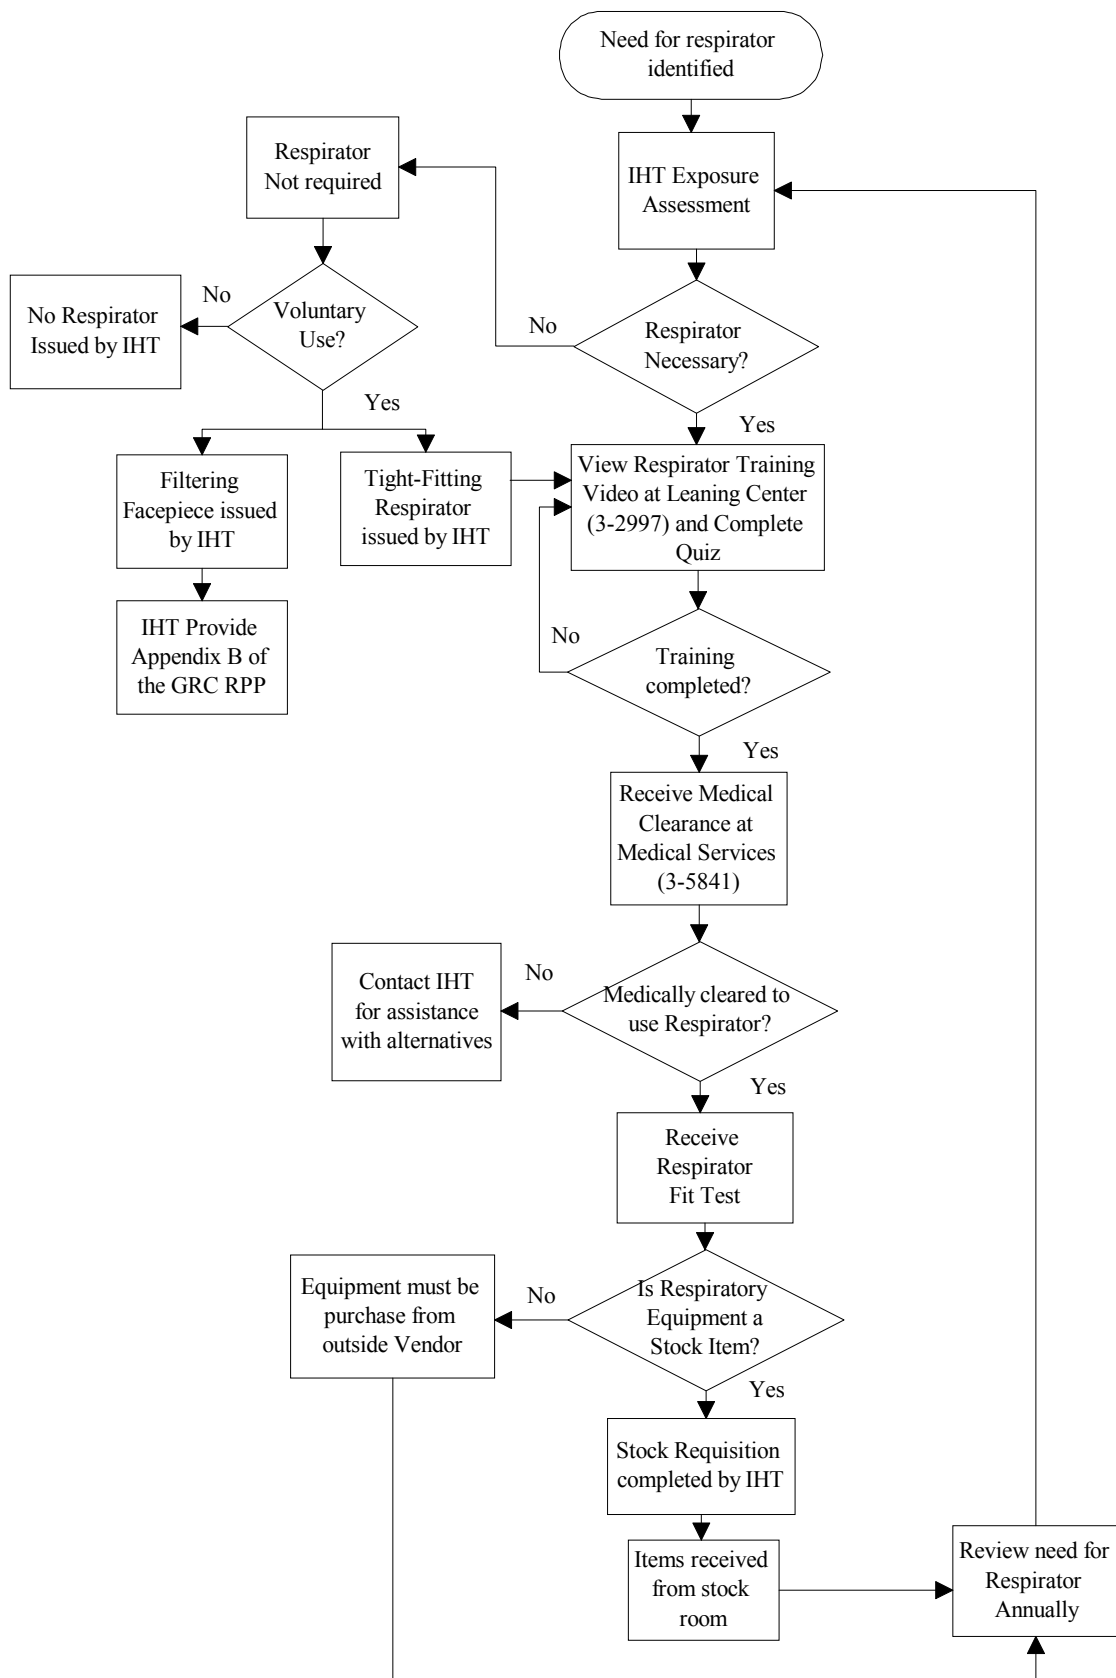 Need for respirator
identified
Respirator
Not required
IHT Exposure
Assessment
No Respirator
Issued by IHT
No
Voluntary
Use?
No
Respirator
Necessary?
Yes
Yes
Filtering
Facepiece issued
by IHT
Tight-Fitting
Respirator
issued by IHT
View Respirator Training
Video at Leaning Center
(3-2997) and Complete
Quiz
IHT Provide
Appendix B of
the GRC RPP
No
Training
completed?
Yes
Receive Medical
Clearance at
Medical Services
(3-5841)
Contact IHT
for assistance
with alternatives
No
Medically cleared to
use Respirator?
Yes
Receive
Respirator
Fit Test
Equipment must be
purchase from
outside Vendor
No
Is Respiratory
Equipment a
Stock Item?
Yes
Stock Requisition
completed by IHT
Items received
from stock
room
Review need for
Respirator
Annually